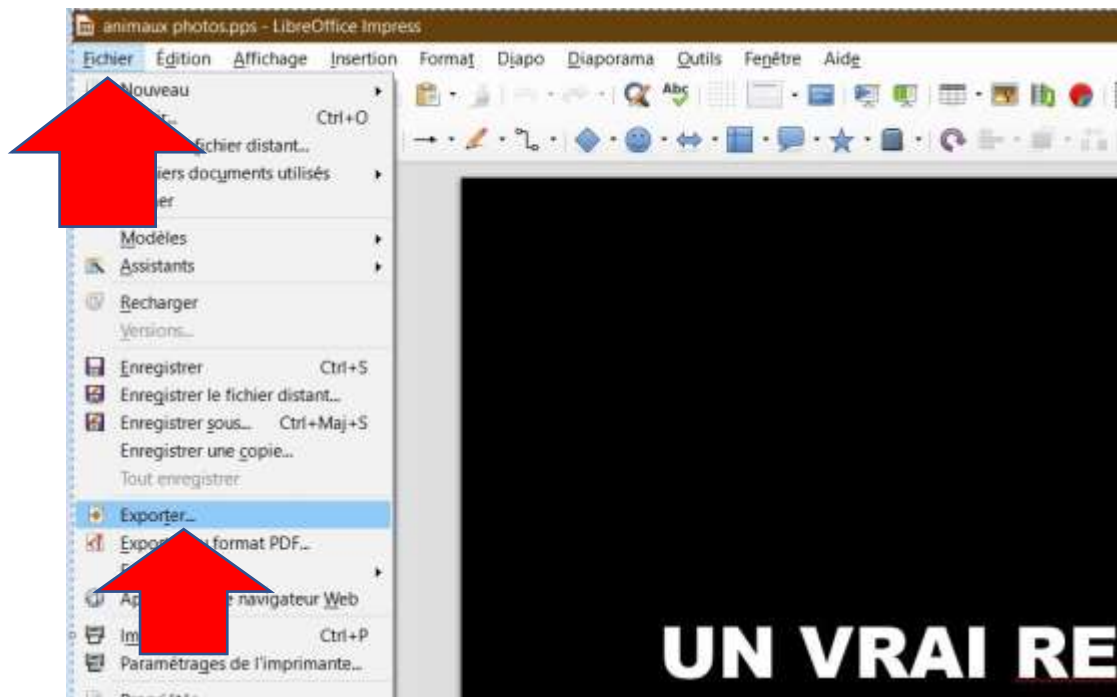 animaux photos.pps - LibreOffice Impress
Fichier Édition Affichage Insertion Format Diapo Diaporama Outils Fenêtre Aide
Nouveau
Ctrl+O
fichier distant...
documents utilisés
Modèles
Assistants
Recharger
Versions...
Enregistrer Ctrl+S
Enregistrer le fichier distant...
Enregistrer sous... Ctrl+Maj+S
Enregistrer une copie...
Tout enregistrer
Exporter...
format PDF...
navigateur Web
Ctrl+P
Paramétrages de l'imprimante...
UN VRAI RE